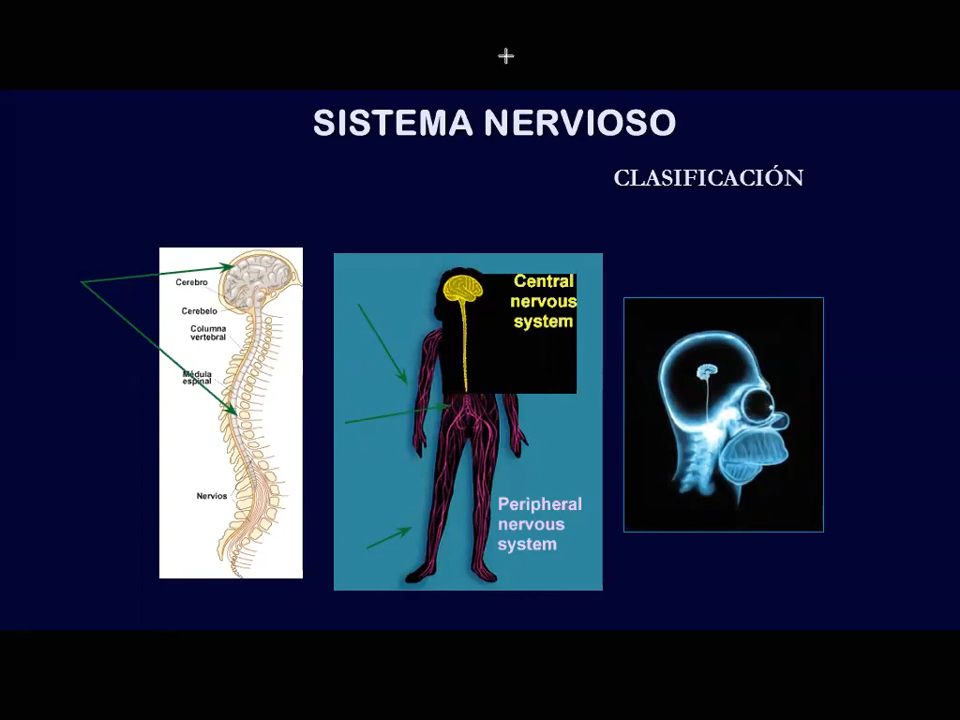 SISTEMA NERVIOSO
CLASIFICACIÓN
Cerebro
Cerebelo
Columna
vertebral
Médula
espinal
Nervios
Central
nervous
system
Peripheral
nervous
system